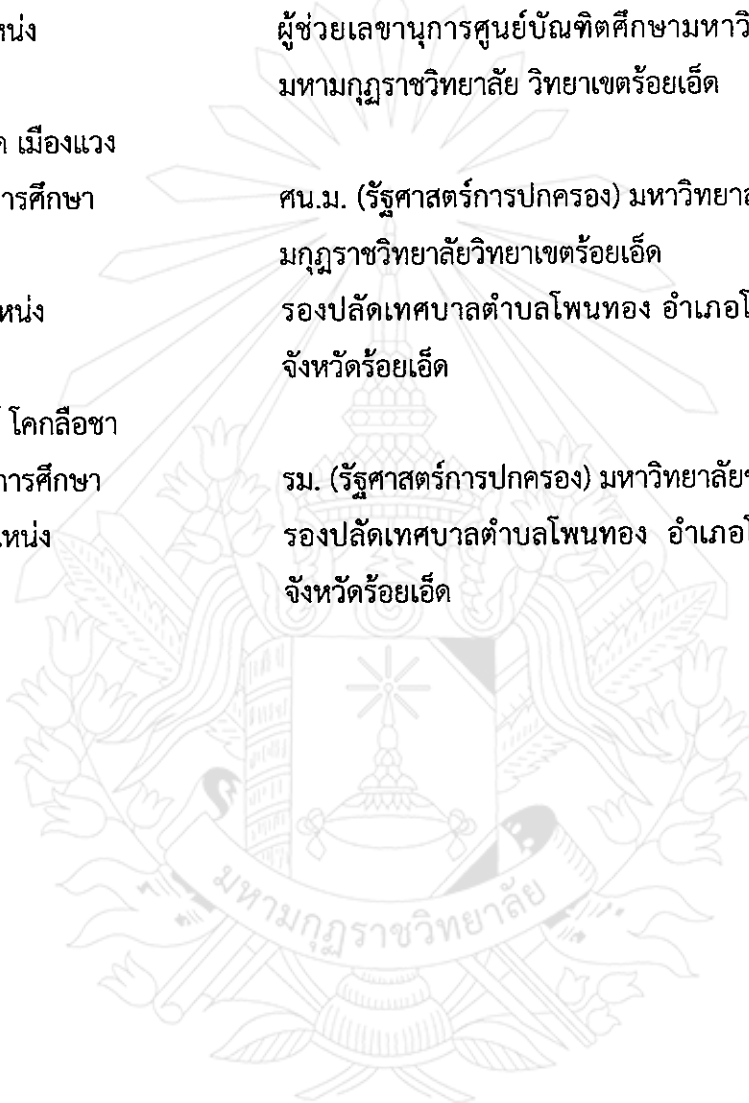 หน่ง ผู้ช่วยเลขานุการศูนย์บัณฑิตศึกษามหาวิ
มหามกุฏราชวิทยาลัย วิทยาเขตร้อยเอ็ด
ด เมืองแวง
ารศึกษา ศน.ม. (รัฐศาสตร์การปกครอง) มหาวิทยาล
มกุฏราชวิทยาลัยวิทยาเขตร้อยเอ็ด
หน่ง รองปลัดเทศบาลตำบลโพนทอง อำเภอโ
จังหวัดร้อยเอ็ด
โคกลือชา
การศึกษา รม. (รัฐศาสตร์การปกครอง) มหาวิทยาลัย
แหน่ง รองปลัดเทศบาลตำบลโพนทอง อำเภอโ
จังหวัดร้อยเอ็ด
มหามกุฏราชวิทยาลัย